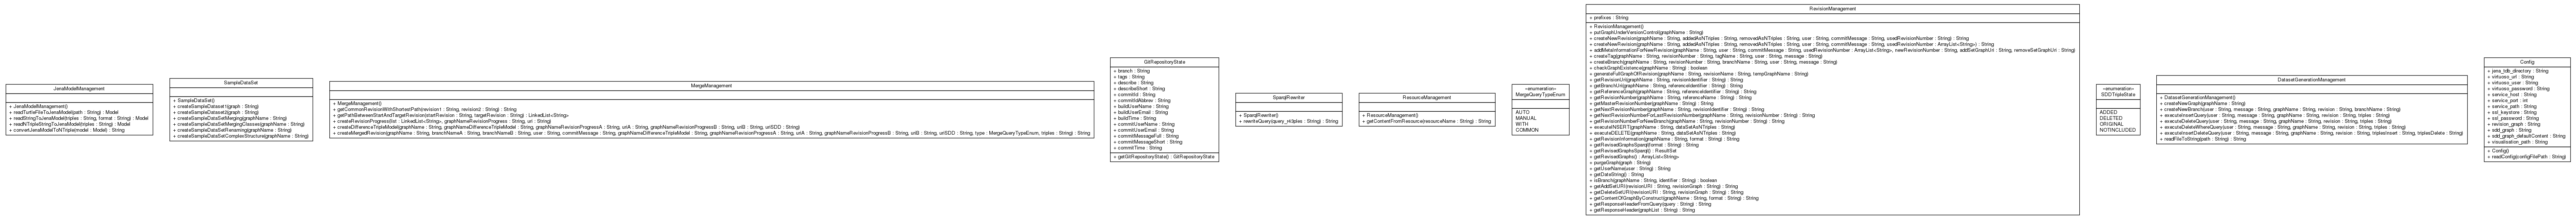 JenaModelManagement
+ JenaModelManagement()
+ readTurtleFileToJenaModel(path : String) : Model
+ readStringToJenaModel(triples : String, format : String) : Model
+ readNTripleStringToJenaModel(triples : String) : Model
+ convertJenaModelToNTriple(model : Model) : String
SampleDataSet
+ SampleDataSet()
+ createSampleDataset1(graph : String)
+ createSampleDataset2(graph : String)
+ createSampleDataSetMerging(graphName : String)
+ createSampleDataSetMergingClasses(graphName : String)
+ createSampleDataSetRenaming(graphName : String)
+ createSampleDataSetComplexStructure(graphName : String)
MergeManagement
+ MergeManagement()
+ getCommonRevisionWithShortestPath(revision1 : String, revision2 : String) : String
+ getPathBetweenStartAndTargetRevision(startRevision : String, targetRevision : String) : LinkedList<String>
+ createRevisionProgress(list : LinkedList<String>, graphNameRevisionProgress : String, uri : String)
+ createDifferenceTripleModel(graphName : String, graphNameDifferenceTripleModel : String, graphNameRevisionProgressA : String, uriA : String, graphNameRevisionProgressB : String, uriB : String, uriSDD : String)
+ createMergedRevision(graphName : String, branchNameA : String, branchNameB : String, user : String, commitMessage : String, graphNameDifferenceTripleModel : String, graphNameRevisionProgressA : String, uriA : String, graphNameRevisionProgressB : String, uriB : String, uriSDD : String, type : MergeQueryTypeEnum, triples : String) : String
GitRepositoryState
+ branch : String
+ tags : String
+ describe : String
+ describeShort : String
+ commitId : String
+ commitIdAbbrev : String
+ buildUserName : String
+ buildUserEmail : String
+ buildTime : String
+ commitUserName : String
+ commitUserEmail : String
+ commitMessageFull : String
+ commitMessageShort : String
+ commitTime : String
+ getGitRepositoryState() : GitRepositoryState
SparqlRewriter
+ SparqlRewriter()
+ rewriteQuery(query_r43ples : String) : String
ResourceManagement
+ ResourceManagement()
+ getContentFromResource(resourceName : String) : String
«enumeration»
MergeQueryTypeEnum
AUTO
MANUAL
WITH
COMMON
RevisionManagement
+ prefixes : String
+ RevisionManagement()
+ putGraphUnderVersionControl(graphName : String)
+ createNewRevision(graphName : String, addedAsNTriples : String, removedAsNTriples : String, user : String, commitMessage : String, usedRevisionNumber : String) : String
+ createNewRevision(graphName : String, addedAsNTriples : String, removedAsNTriples : String, user : String, commitMessage : String, usedRevisionNumber : ArrayList<String>) : String
+ addMetaInformationForNewRevision(graphName : String, user : String, commitMessage : String, usedRevisionNumber : ArrayList<String>, newRevisionNumber : String, addSetGraphUri : String, removeSetGraphUri : String)
+ createTag(graphName : String, revisionNumber : String, tagName : String, user : String, message : String)
+ createBranch(graphName : String, revisionNumber : String, branchName : String, user : String, message : String)
+ checkGraphExistence(graphName : String) : boolean
+ generateFullGraphOfRevision(graphName : String, revisionName : String, tempGraphName : String)
+ getRevisionUri(graphName : String, revisionIdentifier : String) : String
+ getBranchUri(graphName : String, referenceIdentifier : String) : String
+ getReferenceGraph(graphName : String, referenceIdentifier : String) : String
+ getRevisionNumber(graphName : String, referenceName : String) : String
+ getMasterRevisionNumber(graphName : String) : String
+ getNextRevisionNumber(graphName : String, revisionIdentifier : String) : String
+ getNextRevisionNumberForLastRevisionNumber(graphName : String, revisionNumber : String) : String
+ getRevisionNumberForNewBranch(graphName : String, revisionNumber : String) : String
+ executeINSERT(graphName : String, dataSetAsNTriples : String)
+ executeDELETE(graphName : String, dataSetAsNTriples : String)
+ getRevisionInformation(graphName : String, format : String) : String
+ getRevisedGraphsSparql(format : String) : String
+ getRevisedGraphsSparql() : ResultSet
+ getRevisedGraphs() : ArrayList<String>
+ purgeGraph(graph : String)
+ getUserName(user : String) : String
+ getDateString() : String
+ isBranch(graphName : String, identifier : String) : boolean
+ getAddSetURI(revisionURI : String, revisionGraph : String) : String
+ getDeleteSetURI(revisionURI : String, revisionGraph : String) : String
+ getContentOfGraphByConstruct(graphName : String, format : String) : String
+ getResponseHeaderFromQuery(query : String) : String
+ getResponseHeader(graphList : String) : String
«enumeration»
SDDTripleState
ADDED
DELETED
ORIGINAL
NOTINCLUDED
DatasetGenerationManagement
+ DatasetGenerationManagement()
+ createNewGraph(graphName : String)
+ createNewBranch(user : String, message : String, graphName : String, revision : String, branchName : String)
+ executeInsertQuery(user : String, message : String, graphName : String, revision : String, triples : String)
+ executeDeleteQuery(user : String, message : String, graphName : String, revision : String, triples : String)
+ executeDeleteWhereQuery(user : String, message : String, graphName : String, revision : String, triples : String)
+ executeInsertDeleteQuery(user : String, message : String, graphName : String, revision : String, triplesInsert : String, triplesDelete : String)
+ readFileToString(path : String) : String
Config
+ jena_tdb_directory : String
+ virtuoso_url : String
+ virtuoso_user : String
+ virtuoso_password : String
+ service_host : String
+ service_port : int
+ service_path : String
+ ssl_keystore : String
+ ssl_password : String
+ revision_graph : String
+ sdd_graph : String
+ sdd_graph_defaultContent : String
+ visualisation_path : String
+ Config()
+ readConfig(configFilePath : String)